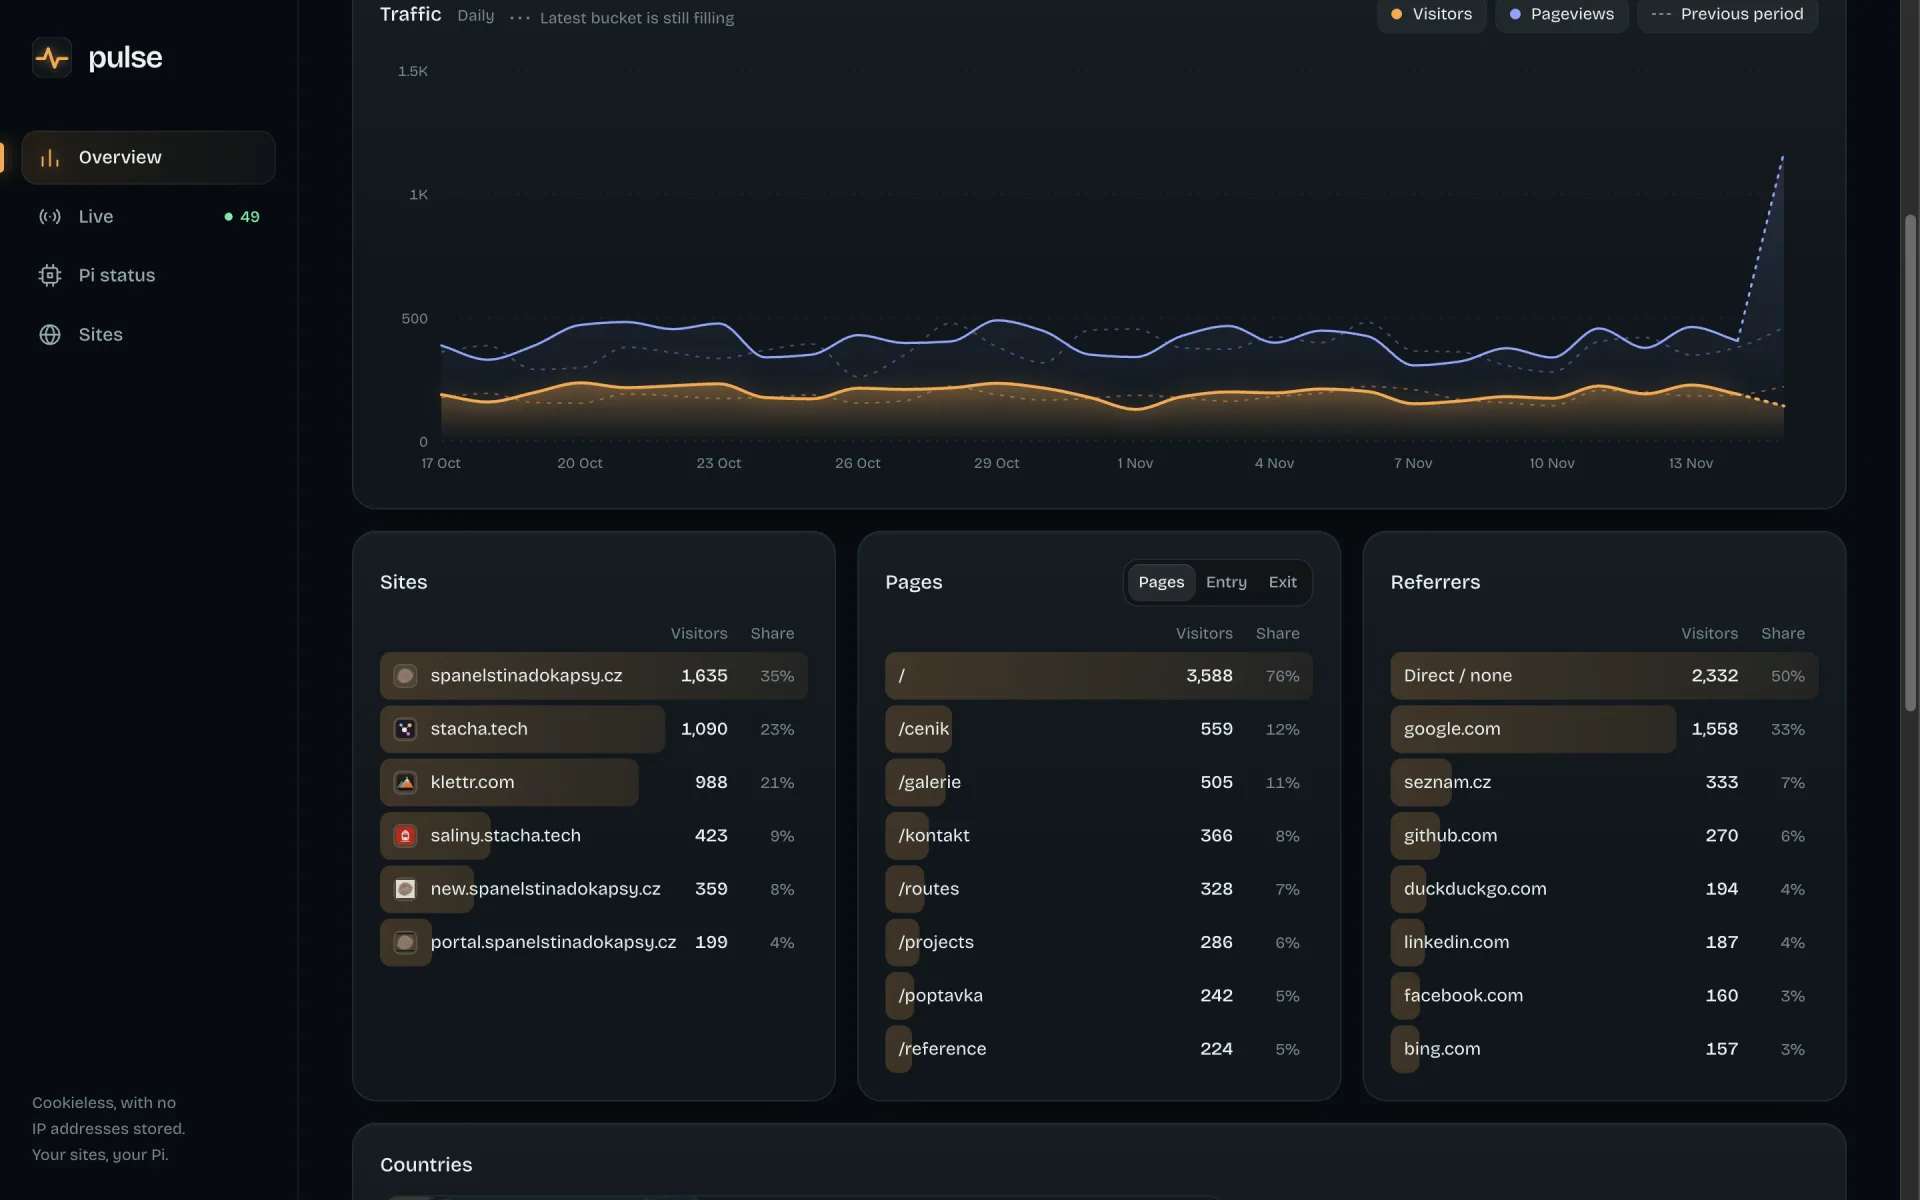 pulse
Overview
Live 49
Pi status
Sites
Cookieless, with no
IP addresses stored.
Your sites, your Pi.
Traffic Daily Latest bucket is still filling
Visitors Pageviews Previous period
1.5K
1K
500
0
17 Oct 20 Oct 23 Oct 26 Oct 29 Oct 1 Nov 4 Nov 7 Nov 10 Nov 13 Nov
Sites
Visitors Share
spanelstinadokapsy.cz 1,635 35%
stacha.tech 1,090 23%
klettr.com 988 21%
saliny.stacha.tech 423 9%
new.spanelstinadokapsy.cz 359 8%
portal.spanelstinadokapsy.cz 199 4%
Pages
Pages Entry Exit
Visitors Share
/ 3,588 76%
/cenik 559 12%
/galerie 505 11%
/kontakt 366 8%
/routes 328 7%
/projects 286 6%
/poptavka 242 5%
/reference 224 5%
Referrers
Visitors Share
Direct / none 2,332 50%
google.com 1,558 33%
seznam.cz 333 7%
github.com 270 6%
duckduckgo.com 194 4%
linkedin.com 187 4%
facebook.com 160 3%
bing.com 157 3%
Countries